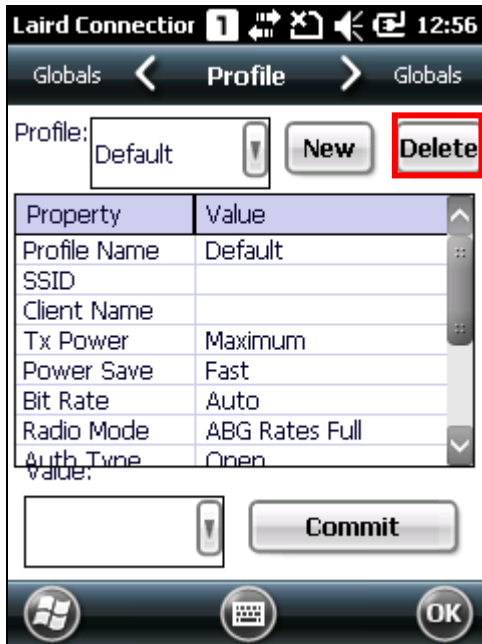 Laird Connection 1 12:56
Globals Profile Globals
Profile: Default New Delete
Property Value
Profile Name Default
SSID
Client Name
Tx Power Maximum
Power Save Fast
Bit Rate Auto
Radio Mode ABG Rates Full
Auth Type Open
Value:
Commit
OK